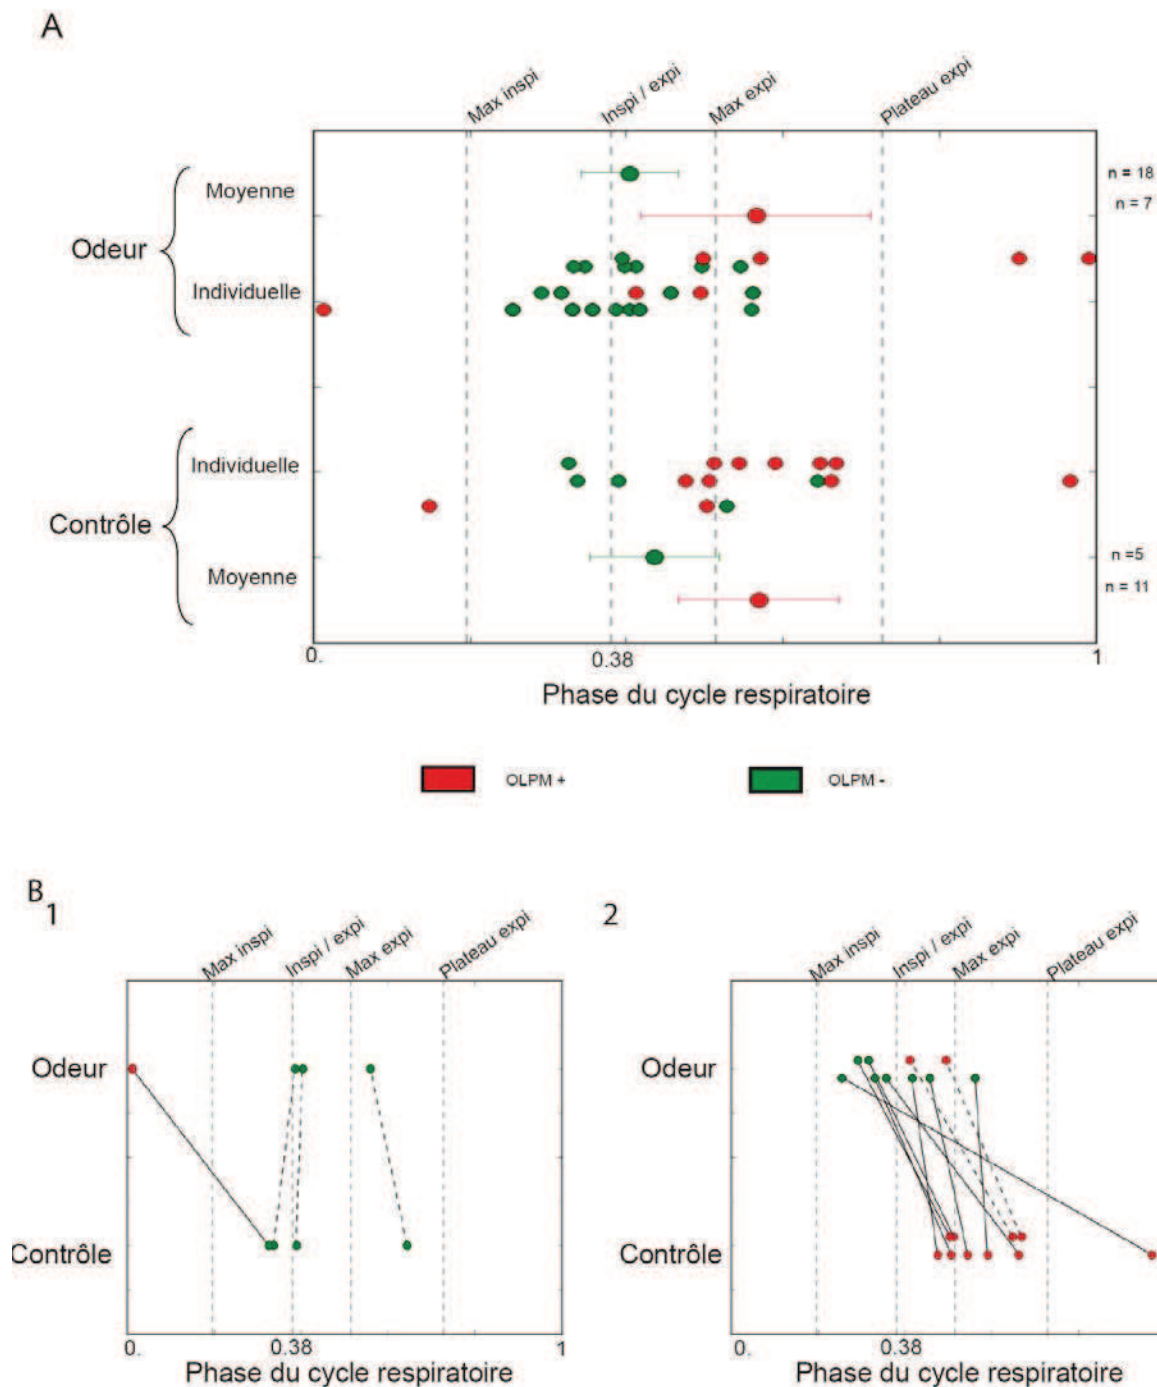 A
Max inspi
Inspi / expi
Max expi
Plateau expi
Odeur
Moyenne
n = 18
n = 7
Individuelle
Contrôle
Individuelle
Moyenne
n =5
n = 11
0.
0.38
1
Phase du cycle respiratoire
OLPM +
OLPM -
B
1
Max inspi
Inspi / expi
Max expi
Plateau expi
Odeur
Contrôle
0.
0.38
1
Phase du cycle respiratoire
2
Max inspi
Inspi / expi
Max expi
Plateau expi
Odeur
Contrôle
0.
0.38
Phase du cycle respiratoire